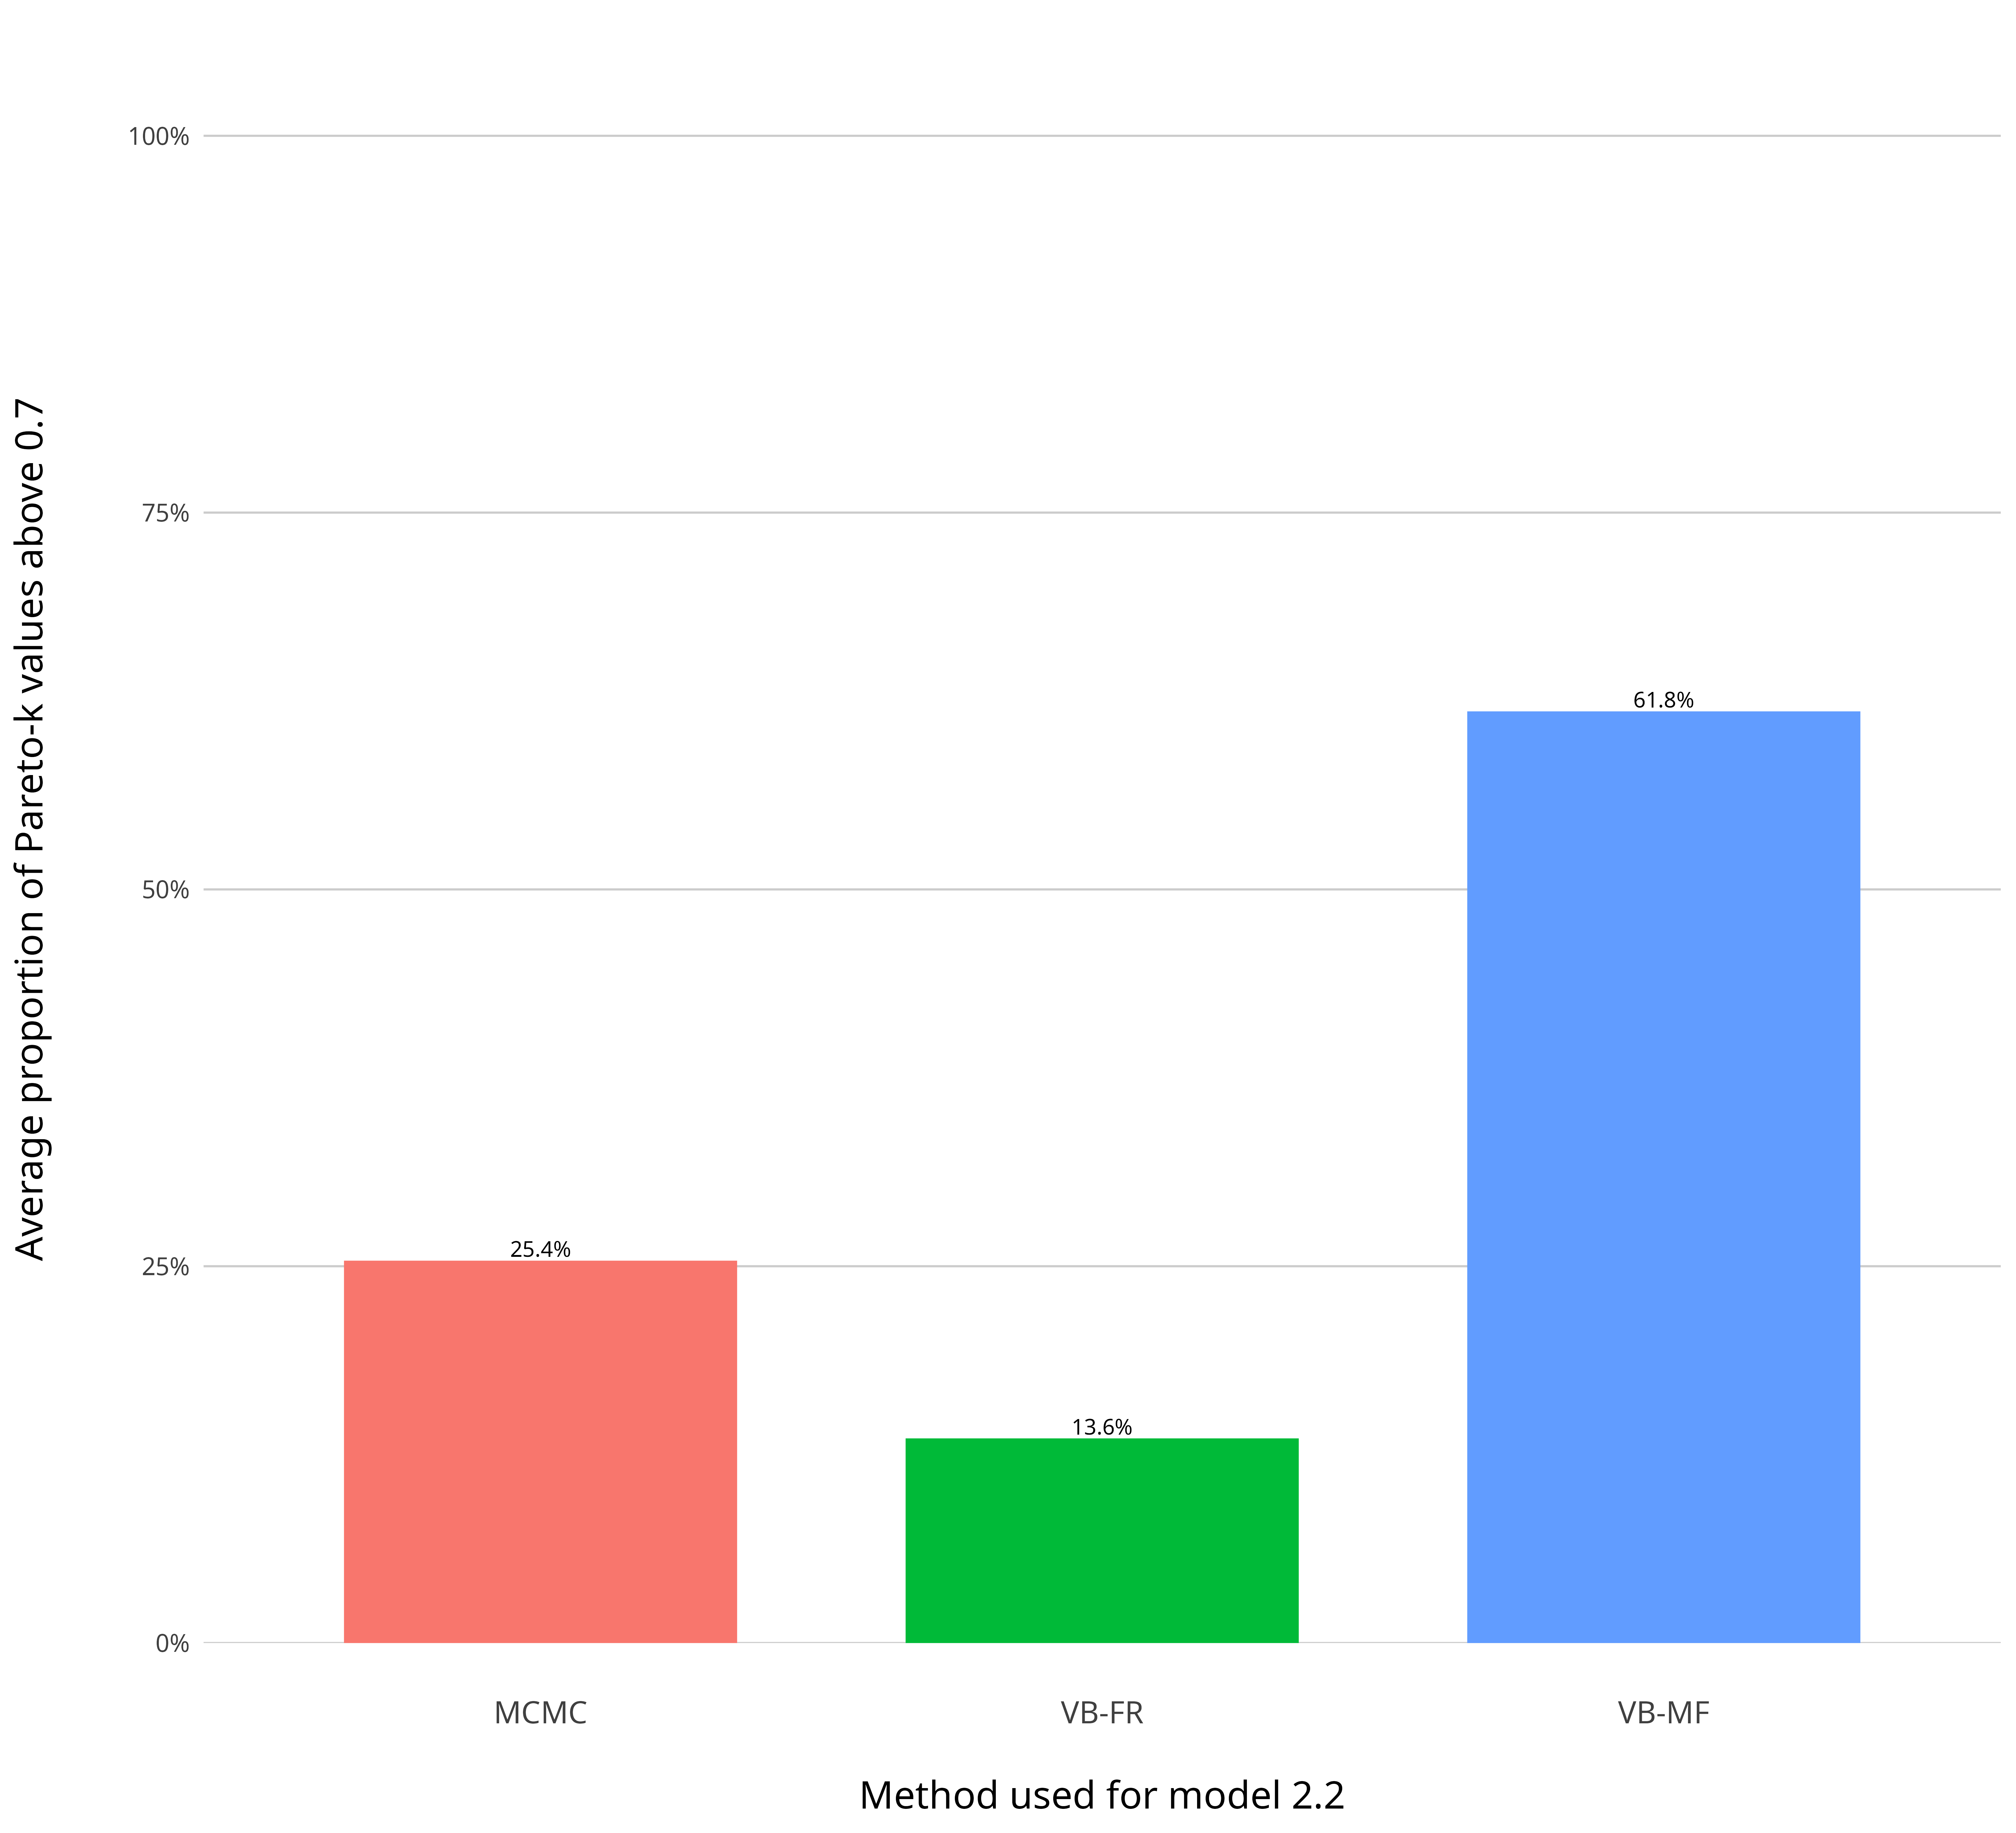 Average proportion of Pareto-k values above 0.7
100%
75%
50%
25%
0%
61.8%
25.4%
13.6%
MCMC
VB-FR
VB-MF
Method used for model 2.2